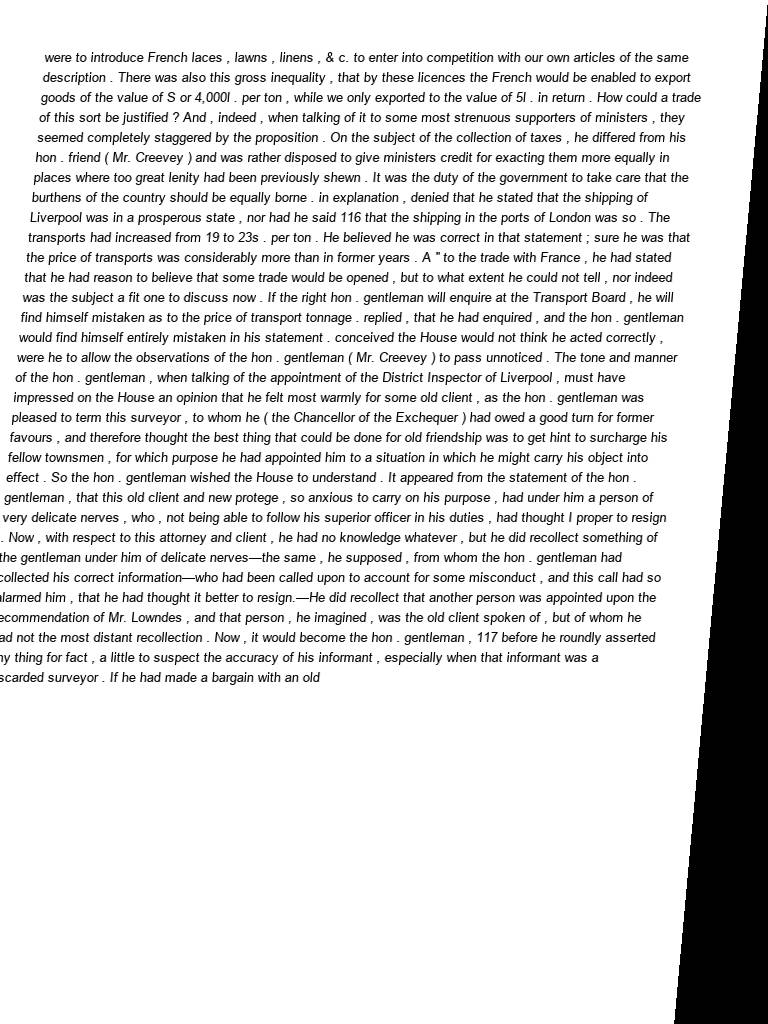 were to introduce French laces , lawns , linens , & c. to enter into competition with our own articles of the same
description . There was also this gross inequality , that by these licences the French would be enabled to export
goods of the value of S or 4,000l . per ton , while we only exported to the value of 5l . in return . How could a trade
of this sort be justified ? And , indeed , when talking of it to some most strenuous supporters of ministers , they
seemed completely staggered by the proposition . On the subject of the collection of taxes , he differed from his
hon . friend ( Mr. Creevey ) and was rather disposed to give ministers credit for exacting them more equally in
places where too great lenity had been previously shewn . It was the duty of the government to take care that the
burthens of the country should be equally borne . in explanation , denied that he stated that the shipping of
Liverpool was in a prosperous state , nor had he said 116 that the shipping in the ports of London was so . The
transports had increased from 19 to 23s . per ton . He believed he was correct in that statement ; sure he was that
the price of transports was considerably more than in former years . A " to the trade with France , he had stated
that he had reason to believe that some trade would be opened , but to what extent he could not tell , nor indeed
was the subject a fit one to discuss now . If the right hon . gentleman will enquire at the Transport Board , he will
find himself mistaken as to the price of transport tonnage . replied , that he had enquired , and the hon . gentleman
would find himself entirely mistaken in his statement . conceived the House would not think he acted correctly ,
were he to allow the observations of the hon . gentleman ( Mr. Creevey ) to pass unnoticed . The tone and manner
of the hon . gentleman , when talking of the appointment of the District Inspector of Liverpool , must have
impressed on the House an opinion that he felt most warmly for some old client , as the hon . gentleman was
pleased to term this surveyor , to whom he ( the Chancellor of the Exchequer ) had owed a good turn for former
favours , and therefore thought the best thing that could be done for old friendship was to get hint to surcharge his
fellow townsmen , for which purpose he had appointed him to a situation in which he might carry his object into
effect . So the hon . gentleman wished the House to understand . It appeared from the statement of the hon .
gentleman , that this old client and new protege , so anxious to carry on his purpose , had under him a person of
very delicate nerves , who , not being able to follow his superior officer in his duties , had thought I proper to resign
. Now , with respect to this attorney and client , he had no knowledge whatever , but he did recollect something of
the gentleman under him of delicate nerves—the same , he supposed , from whom the hon . gentleman had
collected his correct information—who had been called upon to account for some misconduct , and this call had so
alarmed him , that he had thought it better to resign.—He did recollect that another person was appointed upon the
ecommendation of Mr. Lowndes , and that person , he imagined , was the old client spoken of , but of whom he
ad not the most distant recollection . Now , it would become the hon . gentleman , 117 before he roundly asserted
ny thing for fact , a little to suspect the accuracy of his informant , especially when that informant was a
scarded surveyor . If he had made a bargain with an old